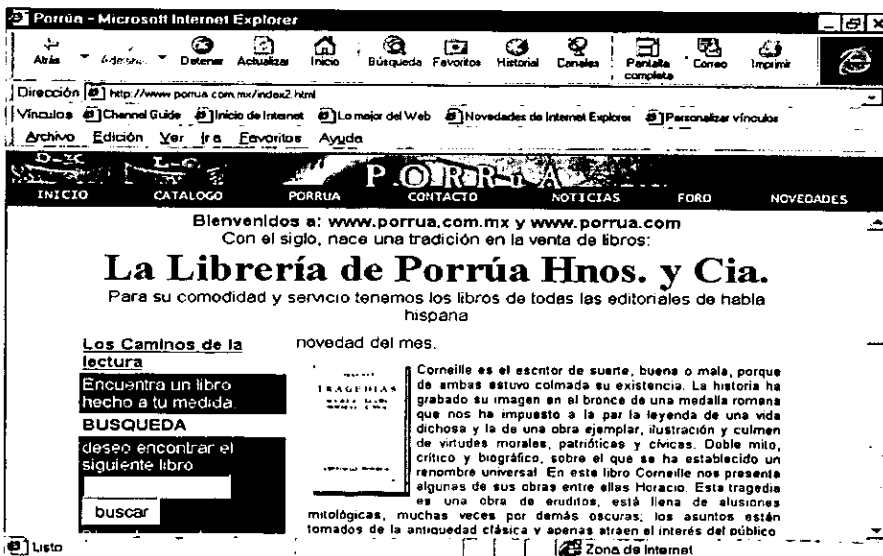 Porrúa - Microsoft Internet Explorer
Atrás Adelante Detener Actualizar Inicio Búsqueda Favoritos Historial Canales Pantalla completa Correo Imprimir
Dirección http://www.porrua.com.mx/index2.html
Vínculos Channel Guide Inicio de Internet Lo mejor del Web Novedades de Internet Explorer Personalizar vínculos
Archivo Edición Ver Ir a Favoritos Ayuda
D-K L-C
PORRUA
INICIO CATALOGO PORRUA CONTACTO NOTICIAS FORO NOVEDADES
Bienvenidos a: www.porrua.com.mx y www.porrua.com
Con el siglo, nace una tradición en la venta de libros:
La Librería de Porrúa Hnos. y Cia.
Para su comodidad y servicio tenemos los libros de todas las editoriales de habla
hispana
Los Caminos de la
lectura
Encuentra un libro
hecho a tu medida.
BUSQUEDA
deseo encontrar el
siguiente libro
buscar
novedad del mes.
TRAGEDIAS
Corneille es el escritor de suerte, buena o mala, porque
de ambas estuvo colmada su existencia. La historia ha
grabado su imagen en el bronce de una medalla romana
que nos ha impuesto a la par la leyenda de una vida
dichosa y la de una obra ejemplar, ilustración y culmen
de virtudes morales, patrióticas y cívicas. Doble mito,
crítico y biográfico, sobre el que se ha establecido un
renombre universal. En este libro Corneille nos presenta
algunas de sus obras entre ellas Horacio. Esta tragedia
es una obra de eruditos, está llena de alusiones
mitológicas, muchas veces por demás oscuras; los asuntos están
tomados de la antiguedad clásica y apenas atraen el interés del público
Listo Zona de Internet